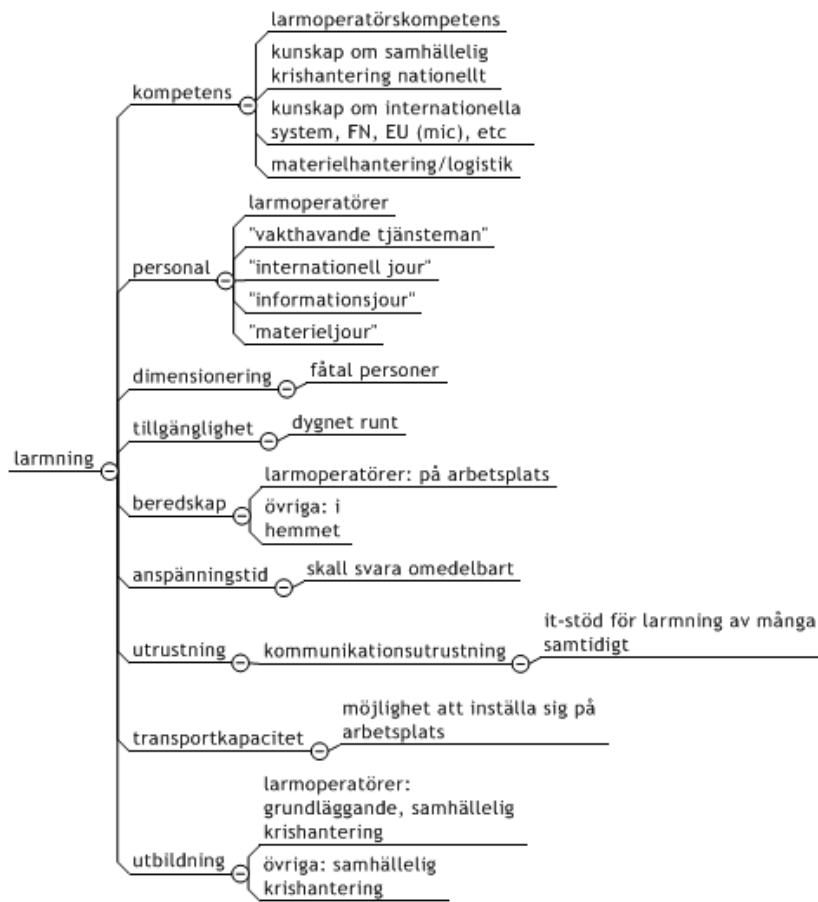 larmning
kompetens
larmoperatörskompetens
kunskap om samhällelig
krishantering nationellt
kunskap om internationella
system, FN, EU (mic), etc
materielhantering/logistik
personal
larmoperatörer
"vakthavande tjänsteman"
"internationell jour"
"informationsjour"
"materieljour"
dimensionering
fåtal personer
tillgänglighet
dygnet runt
beredskap
larmoperatörer: på arbetsplats
övriga: i
hemmet
anspänningstid
skall svara omedelbart
utrustning
kommunikationsutrustning
it-stöd för larmning av många
samtidigt
transportkapacitet
möjlighet att inställa sig på
arbetsplats
utbildning
larmoperatörer:
grundläggande, samhällelig
krishantering
övriga: samhällelig
krishantering